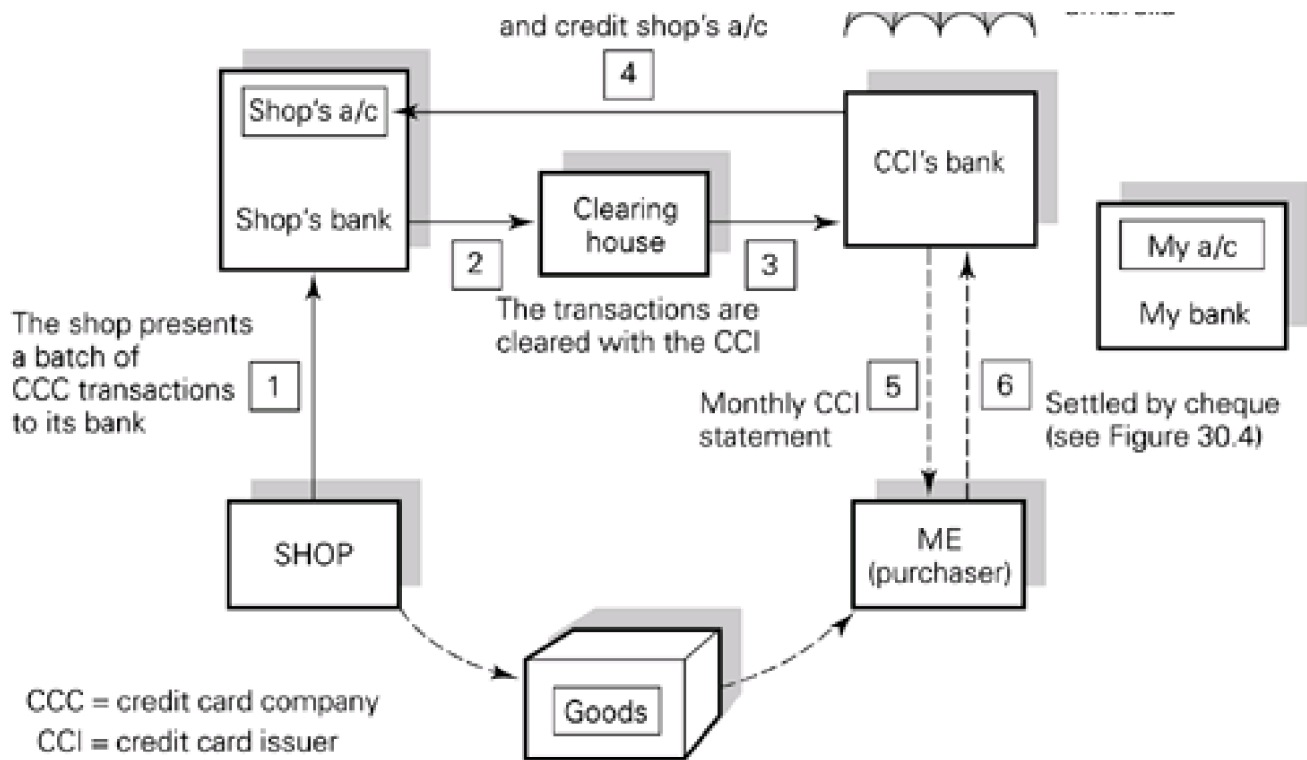 and credit shop's a/c
4
Shop's a/c
CCI's bank
Shop's bank
Clearing
house
My a/c
My bank
2
3
The transactions are
cleared with the CCI
The shop presents
a batch of
CCC transactions
to its bank
1
Monthly CCI
statement
5
6
Settled by cheque
(see Figure 30.4)
SHOP
ME
(purchaser)
Goods
CCC = credit card company
CCI = credit card issuer